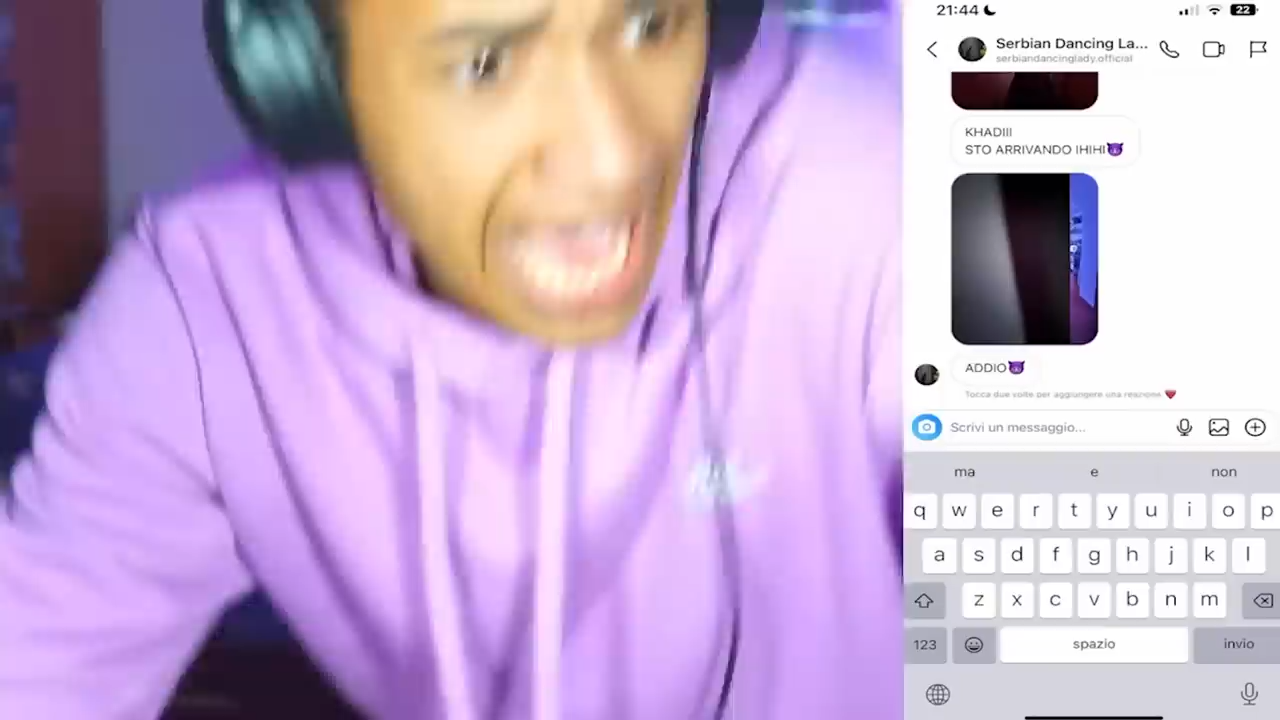 21:44
22
Serbian Dancing La...
serbiandancinglady.official
KHADIII
STO ARRIVANDO IHIHI😈
ADDIO😈
Tocca due volte per aggiungere una reazione ❤️
Scrivi un messaggio...
ma e non
q w e r t y u i o p
a s d f g h j k l
z x c v b n m
123 spazio invio